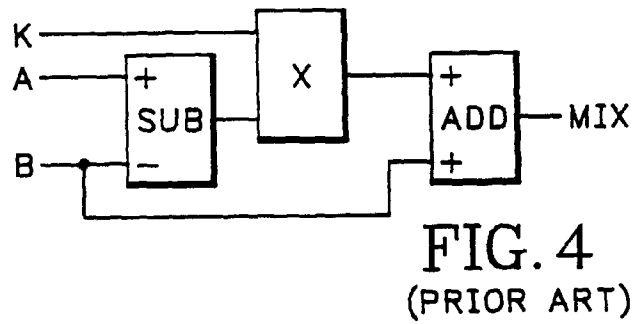 K
X
A
+
+
SUB
ADD
MIX
B
−
+
FIG. 4
(PRIOR ART)